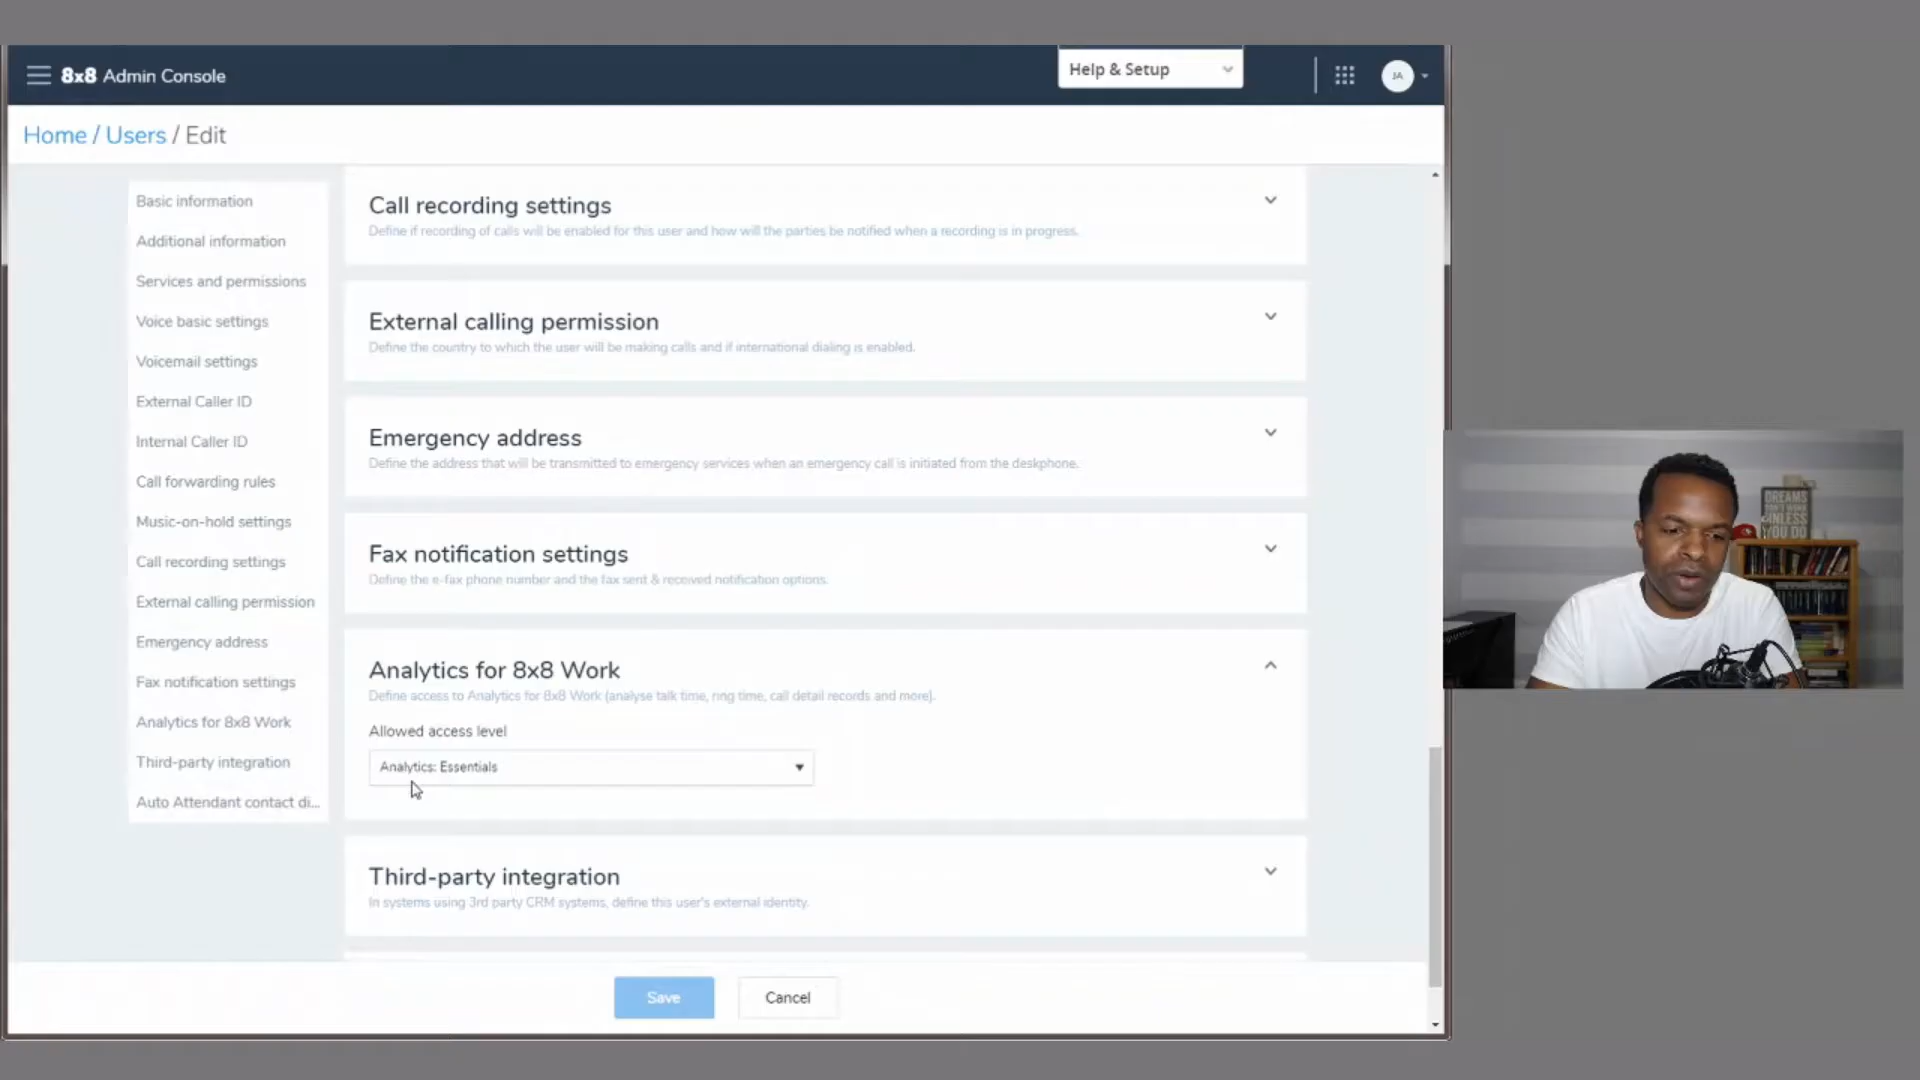 8x8 Admin Console
Help & Setup
JA
Home / Users / Edit
Basic information
Additional information
Services and permissions
Voice basic settings
Voicemail settings
External Caller ID
Internal Caller ID
Call forwarding rules
Music-on-hold settings
Call recording settings
External calling permission
Emergency address
Fax notification settings
Analytics for 8x8 Work
Third-party integration
Auto Attendant contact di...
Call recording settings
Define if recording of calls will be enabled for this user and how will the parties be notified when a recording is in progress.
External calling permission
Define the country to which the user will be making calls and if international dialing is enabled.
Emergency address
Define the address that will be transmitted to emergency services when an emergency call is initiated from the deskphone.
Fax notification settings
Define the e-fax phone number and the fax sent & received notification options.
Analytics for 8x8 Work
Define access to Analytics for 8x8 Work (analyse talk time, ring time, call detail records and more).
Allowed access level
Analytics: Essentials
Third-party integration
In systems using 3rd party CRM systems, define this user's external identity.
Save
Cancel
DREAMS
DON'T WORK
UNLESS
YOU DO